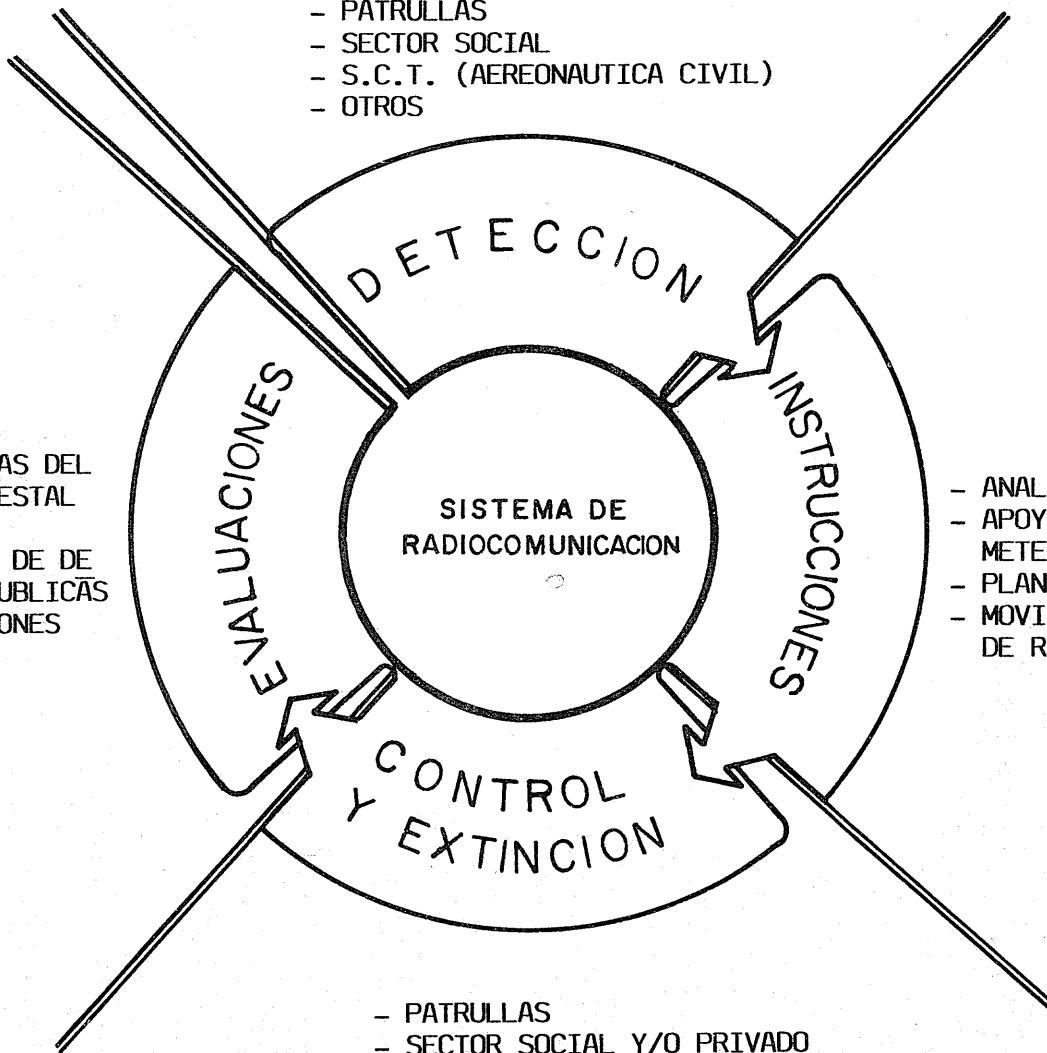 - PATRULLAS
- SECTOR SOCIAL
- S.C.T. (AEREONAUTICA CIVIL)
- OTROS
DETECCION
INSTRUCCIONES
CONTROL
Y EXTINCION
EVALUACIONES
SISTEMA DE
RADIOCOMUNICACION
AS DEL
ESTAL
DE DE
UBLICAS
ONES
- ANAL
- APOY
METE
- PLAN
- MOVI
DE R
- PATRULLAS
- SECTOR SOCIAL Y/O PRIVADO